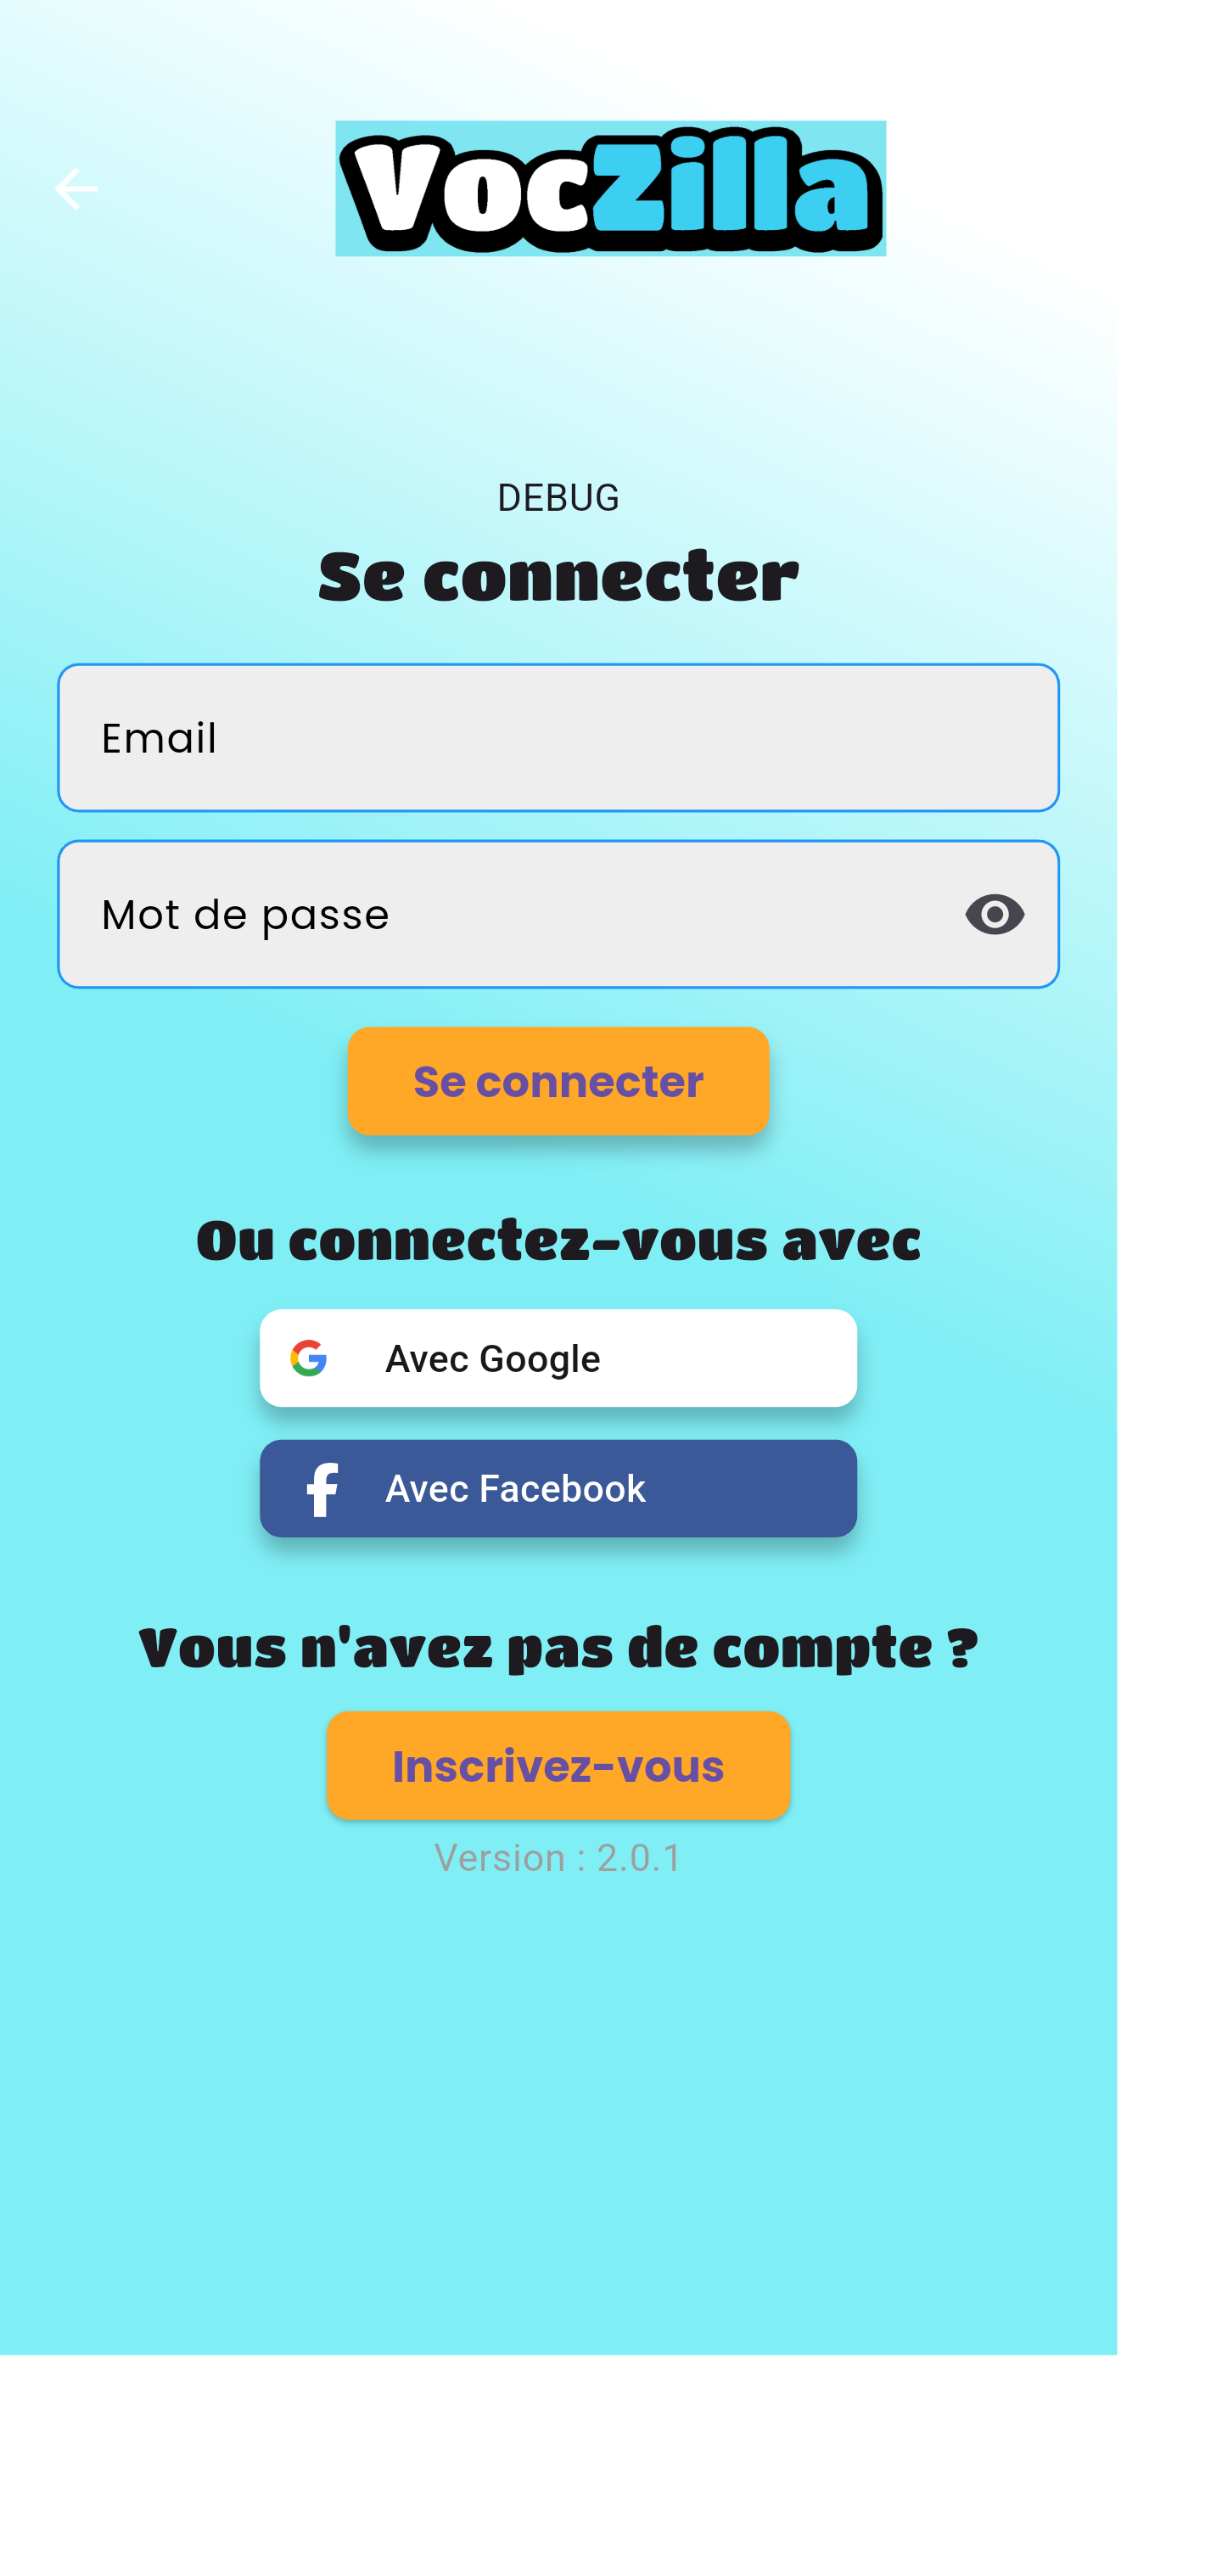 VocZilla
DEBUG
Se connecter
Email
Mot de passe
Se connecter
Ou connectez-vous avec
Avec Google
Avec Facebook
Vous n'avez pas de compte ?
Inscrivez-vous
Version : 2.0.1